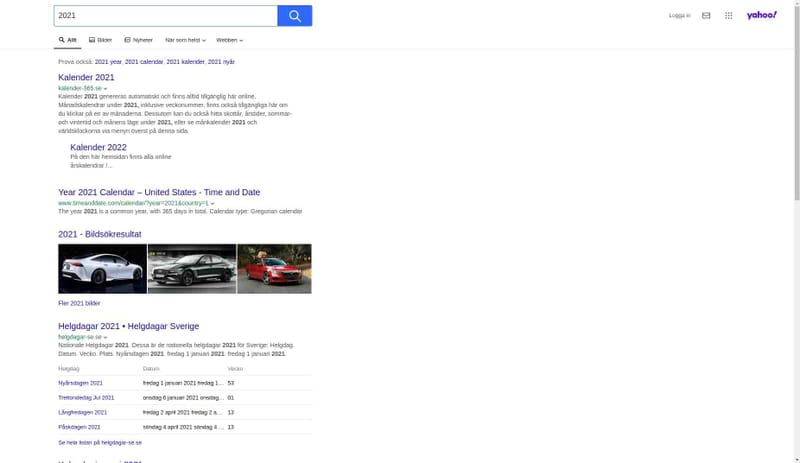 2021
Logga in
yahoo!
Allt
Bilder
Nyheter
När som helst
Webben
Prova också: 2021 year, 2021 calendar, 2021 kalender, 2021 nyår
Kalender 2021
kalender-365.se
Kalender 2021 genereras automatiskt och finns alltid tillgänglig här online.
Månadskalendrar under 2021, inklusive veckonummer, finns också tillgängliga här om
du klickar på en av månaderna. Dessutom kan du också hitta skottår, årstider, sommar-
och vintertid och månens läge under 2021, eller se månkalender 2021 och
världsklockorna via menyn överst på denna sida.
Kalender 2022
På den här hemsidan finns alla online
årskalendrar /...
Year 2021 Calendar – United States - Time and Date
www.timeanddate.com/calendar/?year=2021&country=1
The year 2021 is a common year, with 365 days in total. Calendar type: Gregorian calendar
2021 - Bildsökresultat
Fler 2021 bilder
Helgdagar 2021 • Helgdagar Sverige
helgdagar-se.se
Nationale Helgdagar 2021. Dessa är de nationella helgdagar 2021 för Sverige: Helgdag.
Datum. Vecko. Plats. Nyårsdagen 2021. fredag 1 januari 2021. fredag 1 januari 2021
Helgdag Datum Vecko
Nyårsdagen 2021 fredag 1 januari 2021 fredag 1... 53
Trettondedag Jul 2021 onsdag 6 januari 2021 onsdag... 01
Långfredagen 2021 fredag 2 april 2021 fredag 2 a... 13
Påskdagen 2021 söndag 4 april 2021 söndag 4 ... 13
Se hela listan på helgdagar-se.se